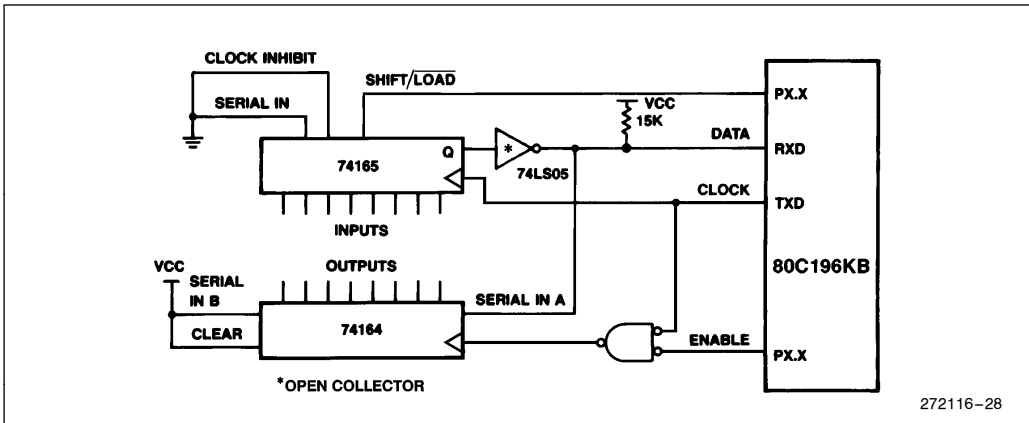 CLOCK INHIBIT
SHIFT/LOAD
PX.X
VCC
SERIAL IN
15K
DATA
RXD
Q
*
74165
74LS05
CLOCK
TXD
INPUTS
80C196KB
OUTPUTS
VCC
SERIAL
IN B
SERIAL IN A
74164
CLEAR
ENABLE
PX.X
*OPEN COLLECTOR
272116–28